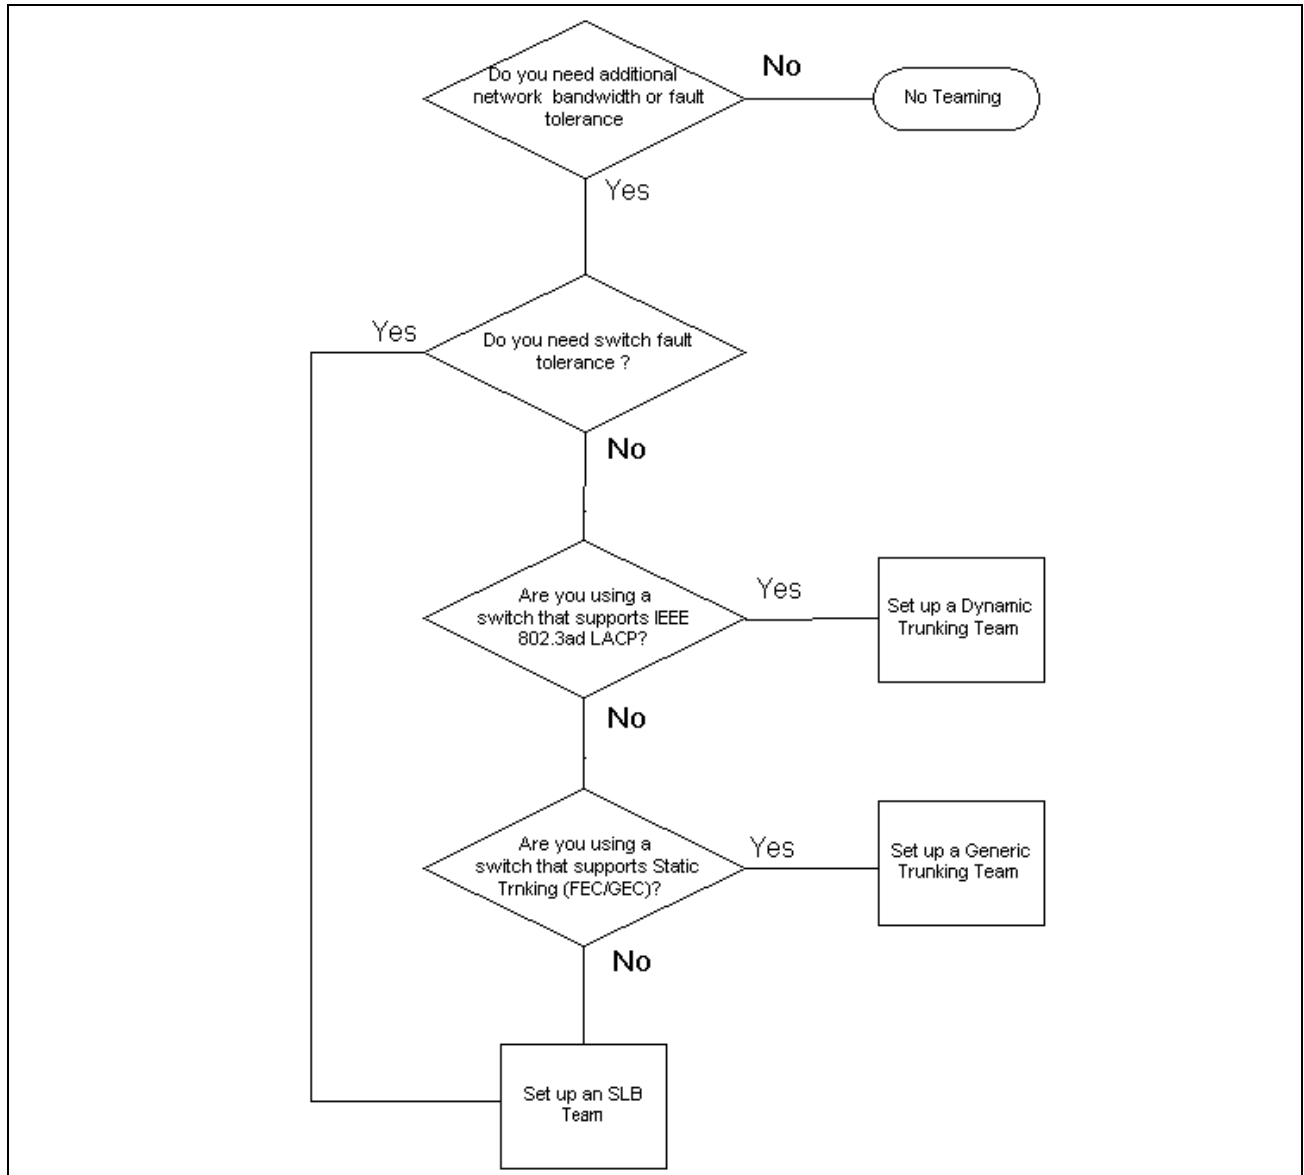 Do you need additional
network bandwidth or fault
tolerance
No
No Teaming
Yes
Yes
Do you need switch fault
tolerance ?
No
Are you using a
switch that supports IEEE
802.3ad LACP?
Yes
Set up a Dynamic
Trunking Team
No
Are you using a
switch that supports Static
Trnking (FEC/GEC)?
Yes
Set up a Generic
Trunking Team
No
Set up an SLB
Team